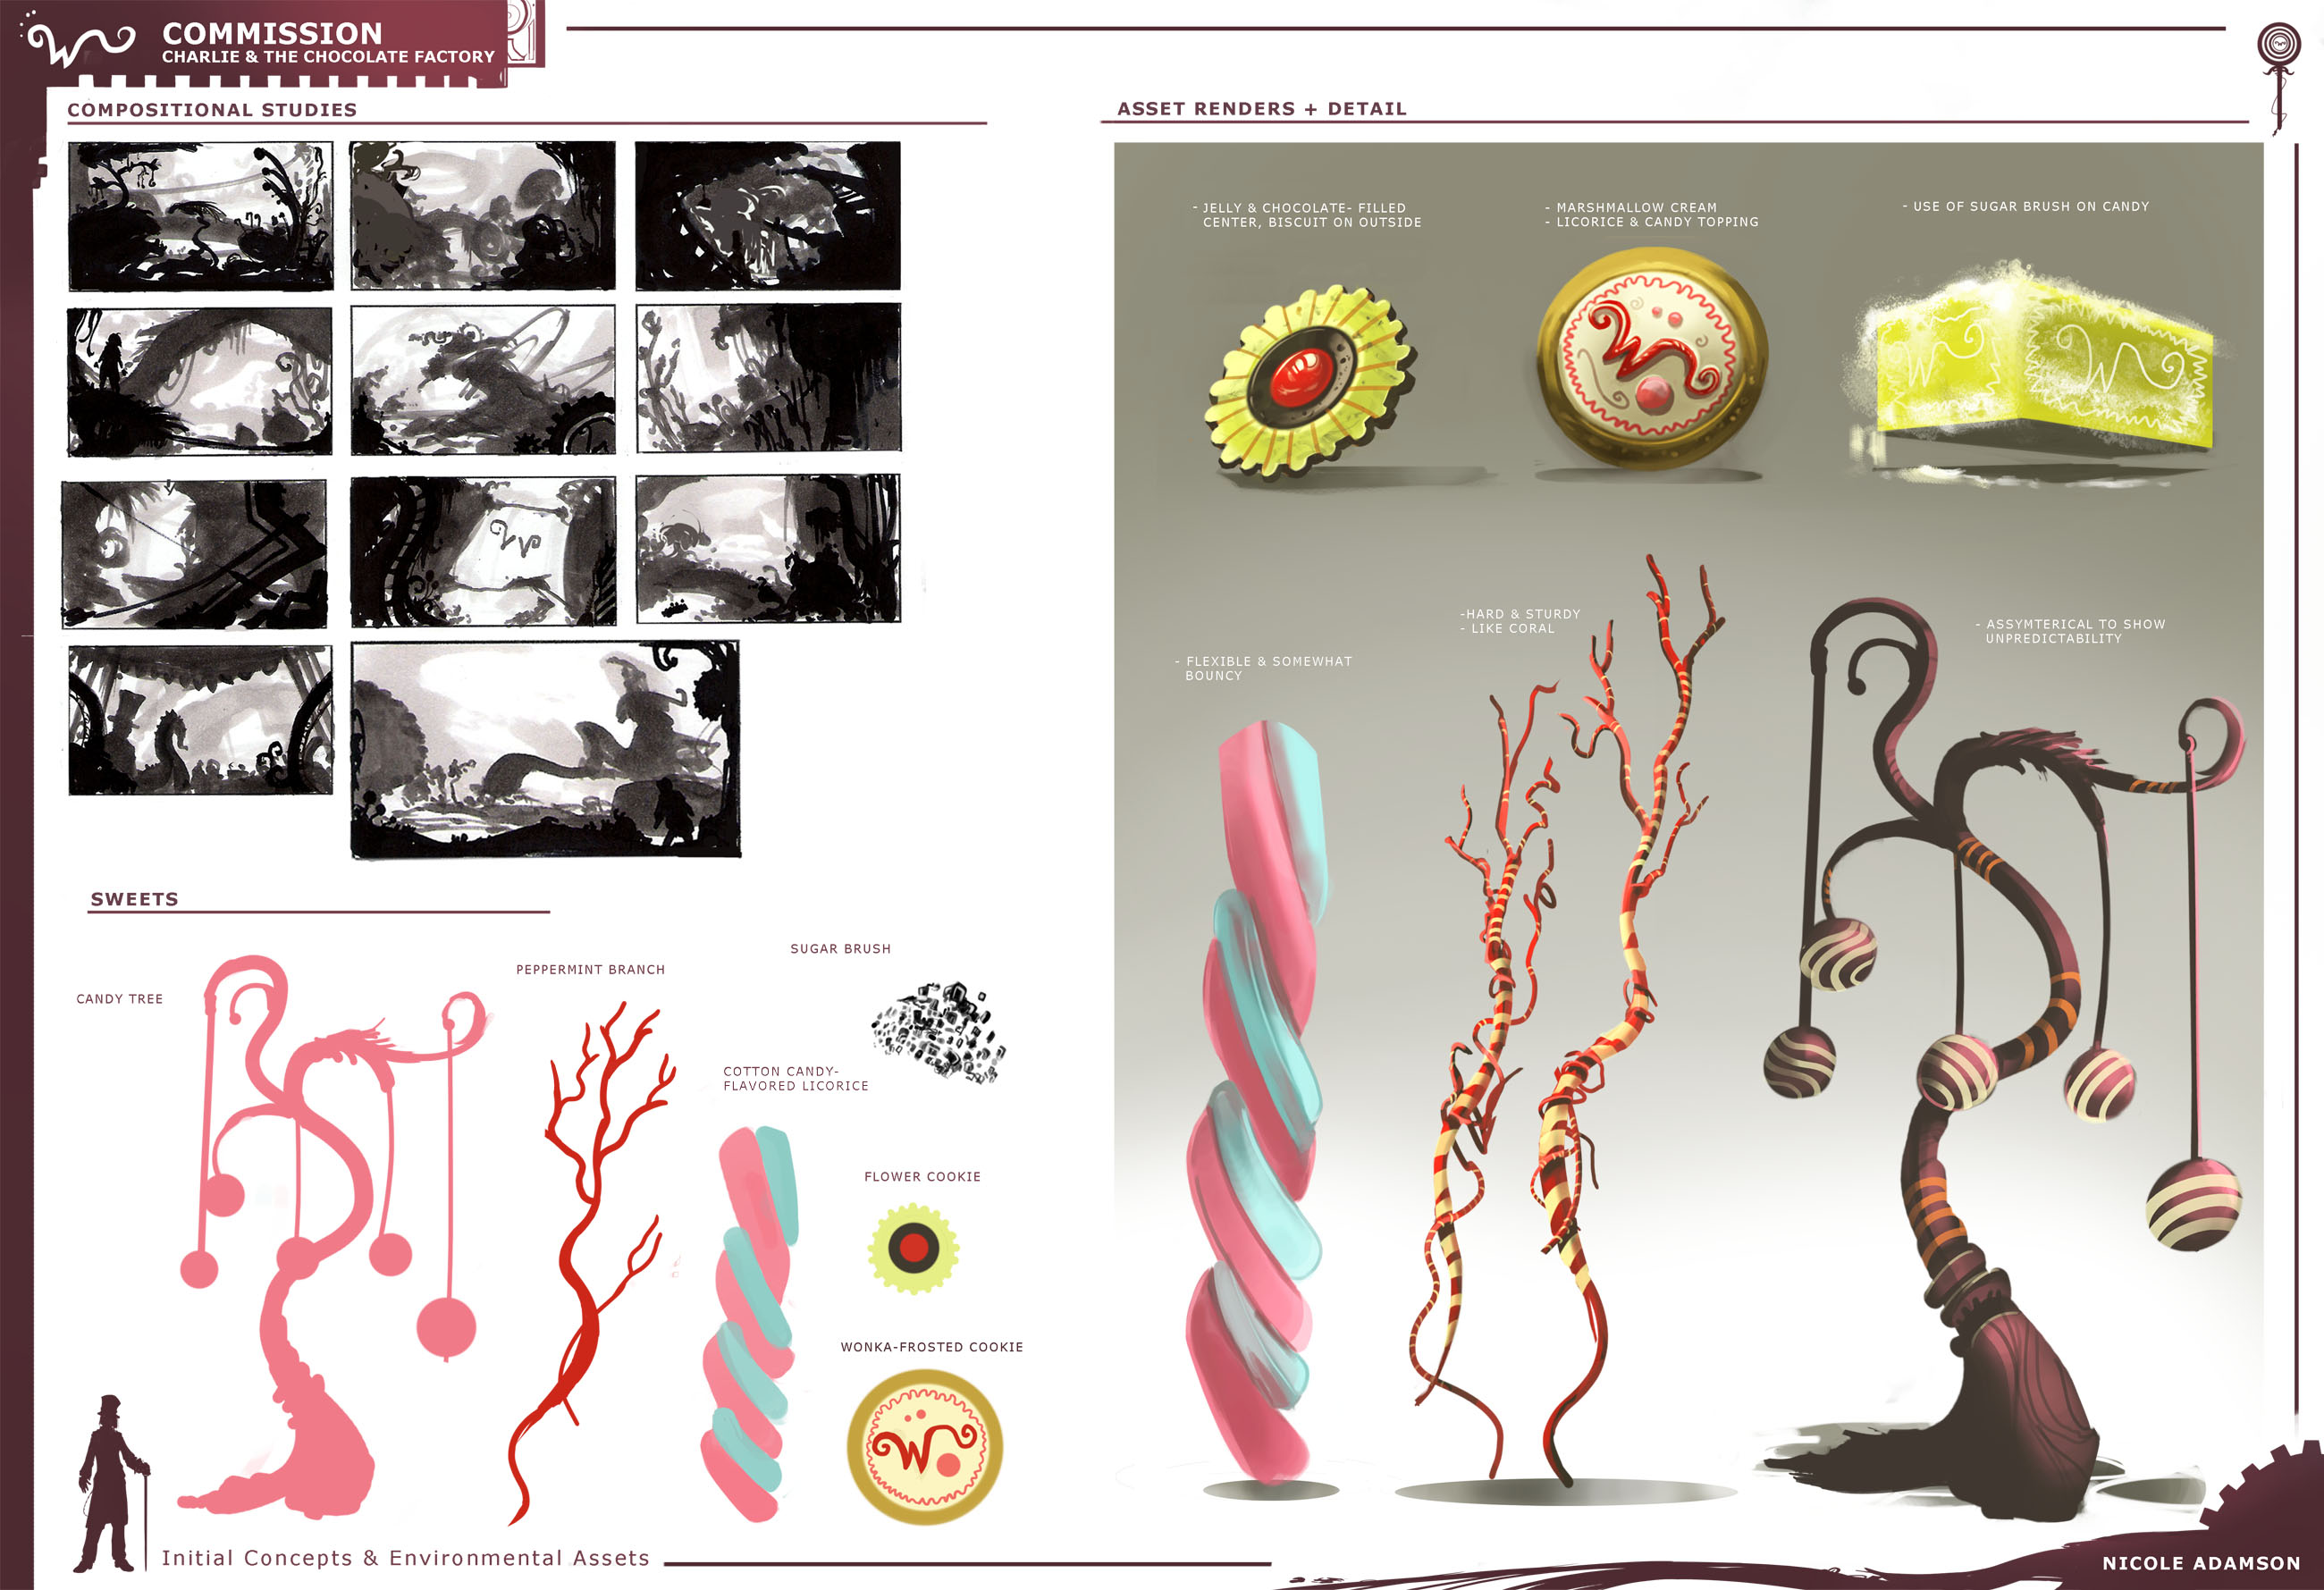 COMMISSION
CHARLIE & THE CHOCOLATE FACTORY
COMPOSITIONAL STUDIES
SWEETS
CANDY TREE
PEPPERMINT BRANCH
SUGAR BRUSH
COTTON CANDY-
FLAVORED LICORICE
FLOWER COOKIE
WONKA-FROSTED COOKIE
W
Initial Concepts & Environmental Assets
ASSET RENDERS + DETAIL
- JELLY & CHOCOLATE- FILLED
CENTER, BISCUIT ON OUTSIDE
- MARSHMALLOW CREAM
- LICORICE & CANDY TOPPING
- USE OF SUGAR BRUSH ON CANDY
W
W
W
-HARD & STURDY
- LIKE CORAL
- FLEXIBLE & SOMEWHAT
BOUNCY
- ASSYMTERICAL TO SHOW
UNPREDICTABILITY
NICOLE ADAMSON